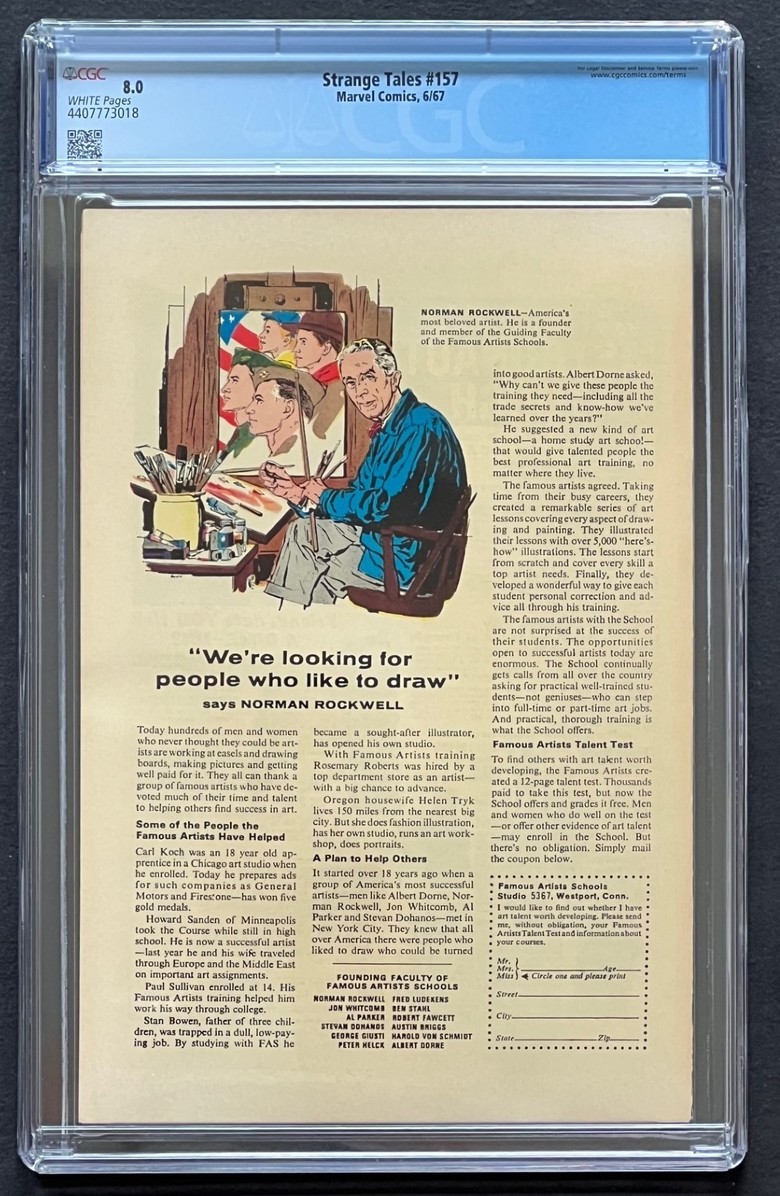 CGC
8.0
WHITE Pages
4407773018
Strange Tales #157
Marvel Comics, 6/67
For Legal Disclaimer and Service Terms please visit
www.cgccomics.com/terms
CGC
NORMAN ROCKWELL—America's
most beloved artist. He is a founder
and member of the Guiding Faculty
of the Famous Artists Schools.
"We're looking for
people who like to draw"
says NORMAN ROCKWELL
Today hundreds of men and women
who never thought they could be art-
ists are working at easels and drawing
boards, making pictures and getting
well paid for it. They all can thank a
group of famous artists who have de-
voted much of their time and talent
to helping others find success in art.
Some of the People the
Famous Artists Have Helped
Carl Koch was an 18 year old ap-
prentice in a Chicago art studio when
he enrolled. Today he prepares ads
for such companies as General
Motors and Firestone—has won five
gold medals.
Howard Sanden of Minneapolis
took the Course while still in high
school. He is now a successful artist
—last year he and his wife traveled
through Europe and the Middle East
on important art assignments.
Paul Sullivan enrolled at 14. His
Famous Artists training helped him
work his way through college.
Stan Bowen, father of three chil-
dren, was trapped in a dull, low-pay-
ing job. By studying with FAS he
became a sought-after illustrator,
has opened his own studio.
With Famous Artists training
Rosemary Roberts was hired by a
top department store as an artist—
with a big chance to advance.
Oregon housewife Helen Tryk
lives 150 miles from the nearest big
city. But she does fashion illustration,
has her own studio, runs an art work-
shop, does portraits.
A Plan to Help Others
It started over 18 years ago when a
group of America's most successful
artists—men like Albert Dorne, Nor-
man Rockwell, Jon Whitcomb, Al
Parker and Stevan Dohanos—met in
New York City. They knew that all
over America there were people who
liked to draw who could be turned
FOUNDING FACULTY OF
FAMOUS ARTISTS SCHOOLS
NORMAN ROCKWELL FRED LUDEKENS
JON WHITCOMB BEN STAHL
AL PARKER ROBERT FAWCETT
STEVAN DOHANOS AUSTIN BRIGGS
GEORGE GIUSTI HAROLD VON SCHMIDT
PETER HELCK ALBERT DORNE
into good artists. Albert Dorne asked,
"Why can't we give these people the
training they need—including all the
trade secrets and know-how we've
learned over the years?"
He suggested a new kind of art
school—a home study art school—
that would give talented people the
best professional art training, no
matter where they live.
The famous artists agreed. Taking
time from their busy careers, they
created a remarkable series of art
lessons covering every aspect of draw-
ing and painting. They illustrated
their lessons with over 5,000 "here's-
how" illustrations. The lessons start
from scratch and cover every skill a
top artist needs. Finally, they de-
veloped a wonderful way to give each
student personal correction and ad-
vice all through his training.
The famous artists with the School
are not surprised at the success of
their students. The opportunities
open to successful artists today are
enormous. The School continually
gets calls from all over the country
asking for practical well-trained stu-
dents—not geniuses—who can step
into full-time or part-time art jobs.
And practical, thorough training is
what the School offers.
Famous Artists Talent Test
To find others with art talent worth
developing, the Famous Artists cre-
ated a 12-page talent test. Thousands
paid to take this test, but now the
School offers and grades it free. Men
and women who do well on the test
—or offer other evidence of art talent
—may enroll in the School. But
there's no obligation. Simply mail
the coupon below.
Famous Artists Schools
Studio 5367, Westport, Conn.
I would like to find out whether I have
art talent worth developing. Please send
me, without obligation, your Famous
Artists Talent Test and information about
your courses.
Mr.
Mrs. Age
Miss Circle one and please print
Street
City
State Zip